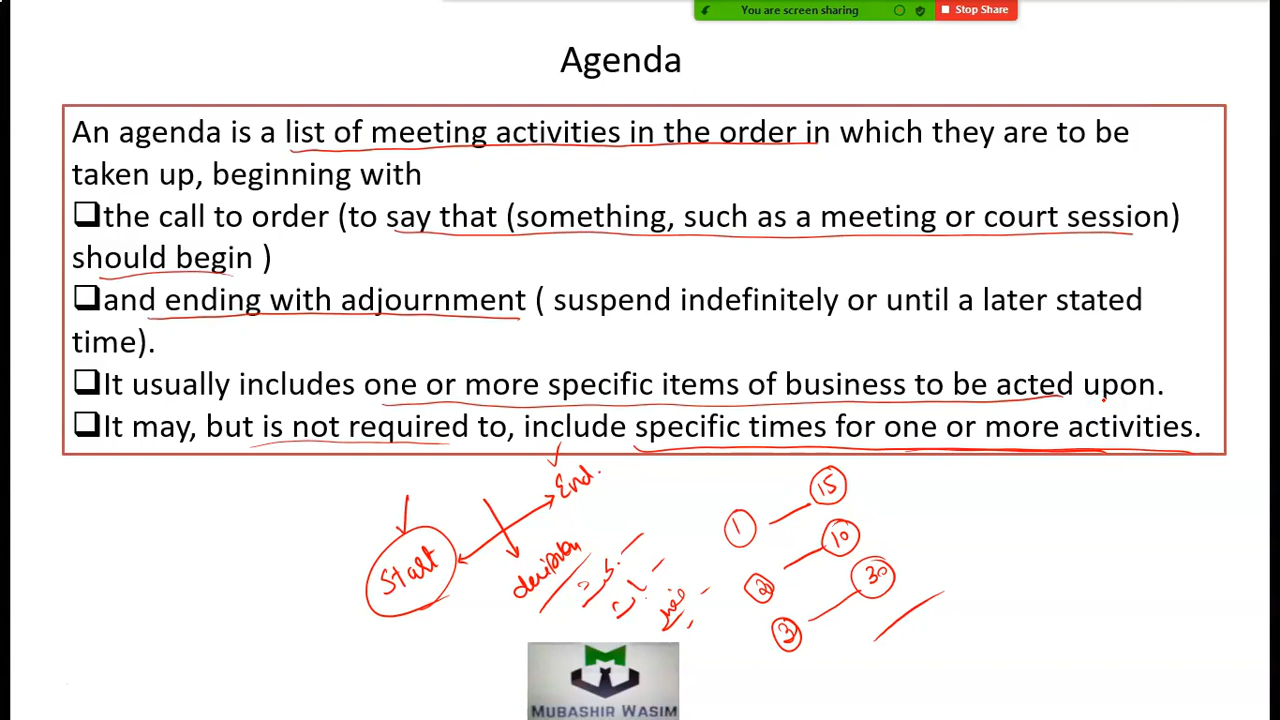 You are screen sharing
Stop Share
Agenda
An agenda is a list of meeting activities in the order in which they are to be
taken up, beginning with
❑the call to order (to say that (something, such as a meeting or court session)
should begin )
❑and ending with adjournment ( suspend indefinitely or until a later stated
time).
❑It usually includes one or more specific items of business to be acted upon.
❑It may, but is not required to, include specific times for one or more activities.
End.
Start
decision
1 15
2 10
3 30
MUBASHIR WASIM